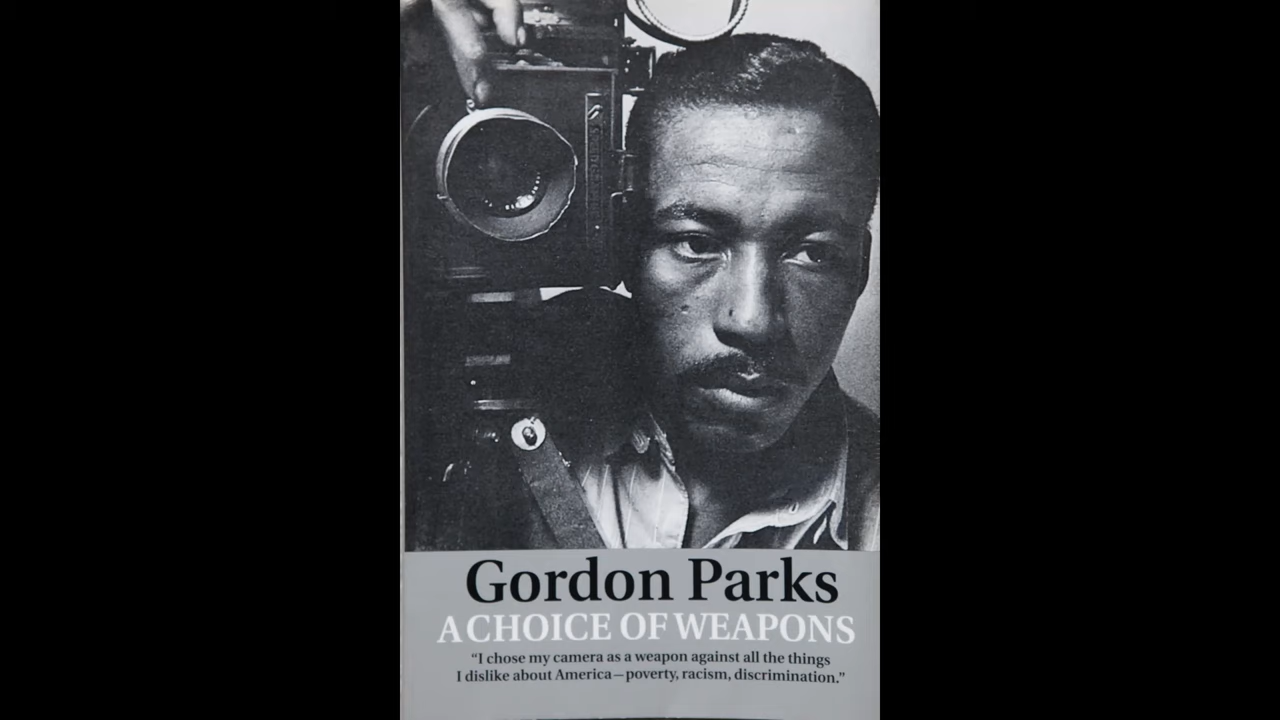 Gordon Parks
A CHOICE OF WEAPONS
“I chose my camera as a weapon against all the things
I dislike about America—poverty, racism, discrimination.”